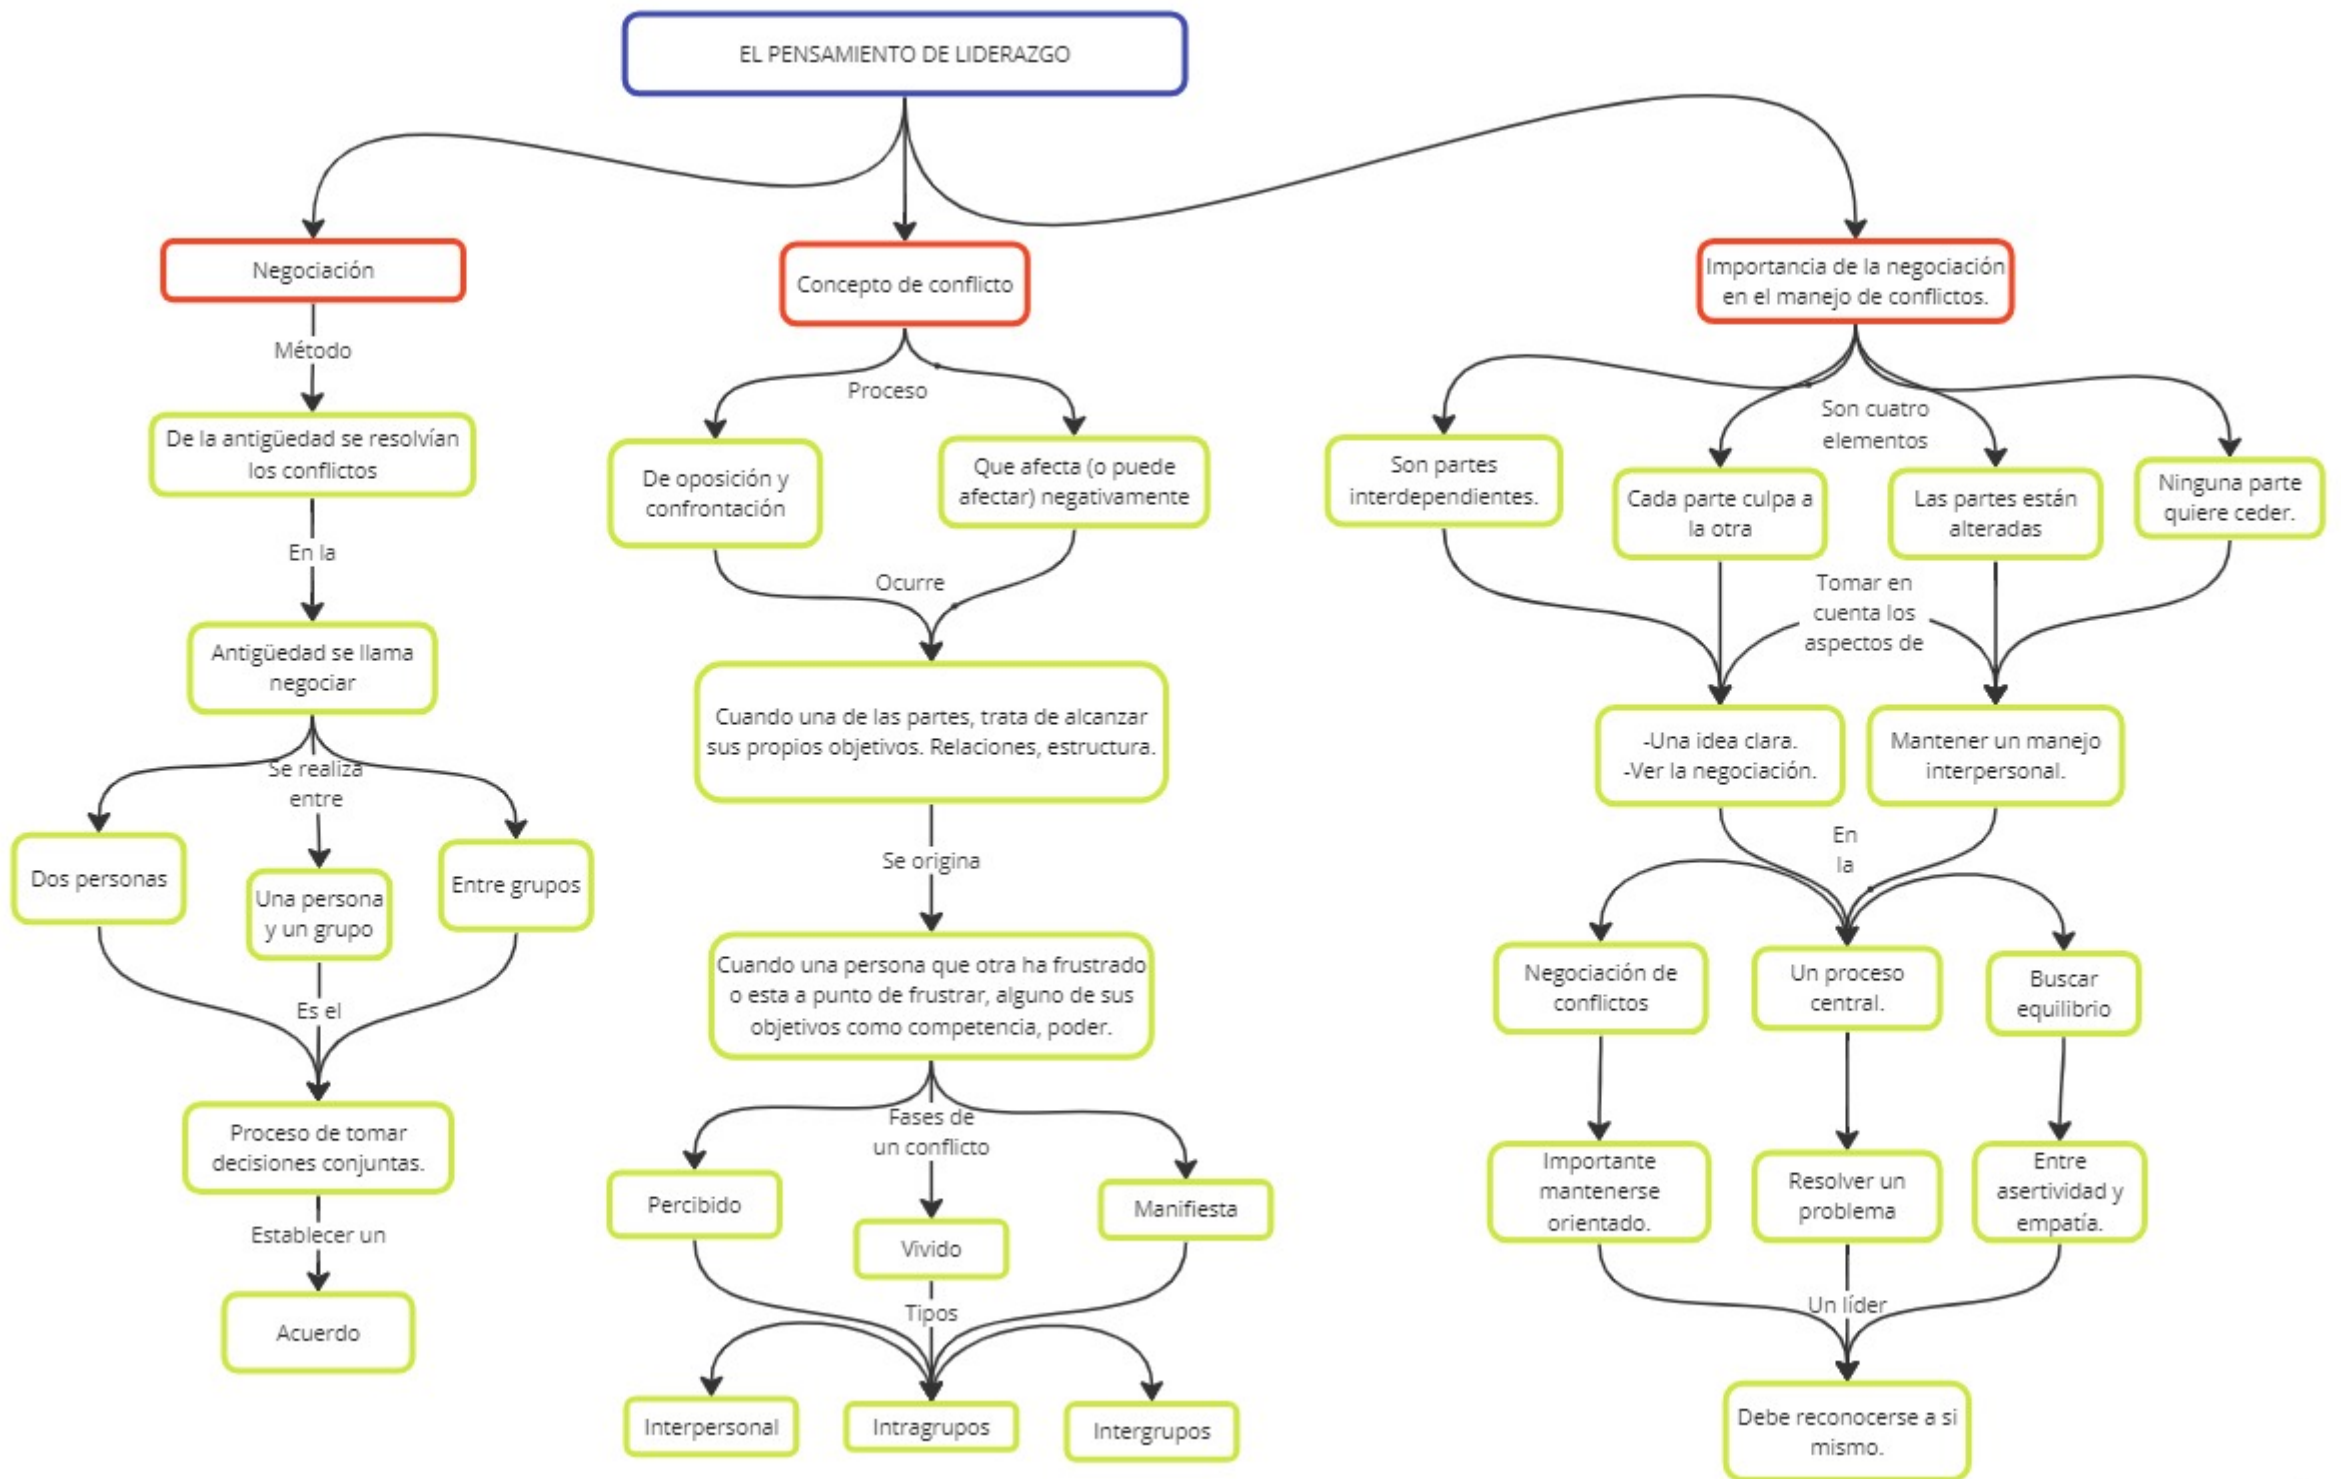 EL PENSAMIENTO DE LIDERAZGO
Negociación
Método
De la antigüedad se resolvían
los conflictos
En la
Antigüedad se llama
negociar
Se realiza
entre
Dos personas
Una persona
y un grupo
Entre grupos
Es el
Proceso de tomar
decisiones conjuntas.
Establecer un
Acuerdo
Concepto de conflicto
Proceso
De oposición y
confrontación
Que afecta (o puede
afectar) negativamente
Ocurre
Cuando una de las partes, trata de alcanzar
sus propios objetivos. Relaciones, estructura.
Se origina
Cuando una persona que otra ha frustrado
o esta a punto de frustrar, alguno de sus
objetivos como competencia, poder.
Fases de
un conflicto
Percibido
Vivido
Manifiesta
Tipos
Interpersonal
Intragrupos
Intergrupos
Importancia de la negociación
en el manejo de conflictos.
Son cuatro
elementos
Son partes
interdependientes.
Cada parte culpa a
la otra
Las partes están
alteradas
Ninguna parte
quiere ceder.
Tomar en
cuenta los
aspectos de
-Una idea clara.
-Ver la negociación.
Mantener un manejo
interpersonal.
En
la
Negociación de
conflictos
Un proceso
central.
Buscar
equilibrio
Importante
mantenerse
orientado.
Resolver un
problema
Entre
asertividad y
empatía.
Un líder
Debe reconocerse a si
mismo.